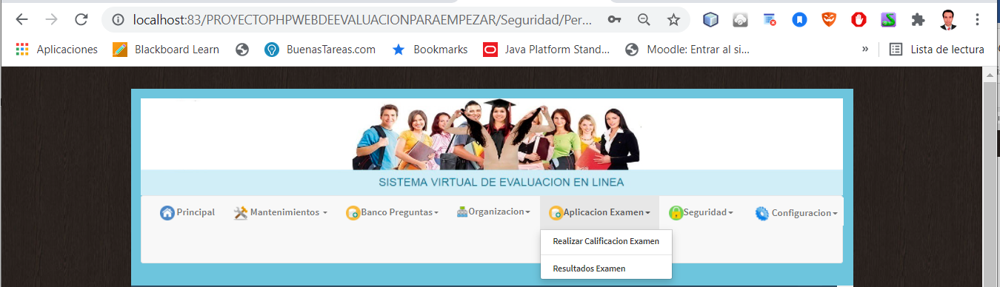 localhost:83/PROYECTOPHPWEBDEEVALUACIONPARAEMPEZAR/Seguridad/Per...
Aplicaciones Blackboard Learn BuenasTareas.com Bookmarks Java Platform Stand... Moodle: Entrar al si... » Lista de lectura
SISTEMA VIRTUAL DE EVALUACION EN LINEA
Principal Mantenimientos Banco Preguntas Organizacion Aplicacion Examen Seguridad Configuracion
Realizar Calificacion Examen
Resultados Examen